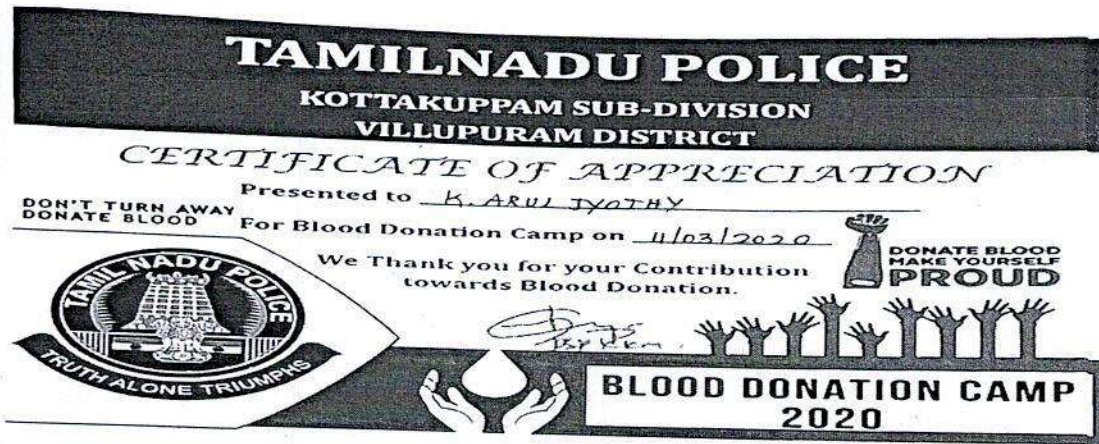 TAMILNADU POLICE
KOTTAKUPPAM SUB-DIVISION
VILLUPURAM DISTRICT
CERTIFICATE OF APPRECIATION
Presented to K. ARUL JYOTHY
DON'T TURN AWAY
DONATE BLOOD
For Blood Donation Camp on 11/03/2020
We Thank you for your Contribution
towards Blood Donation.
DONATE BLOOD
MAKE YOURSELF
PROUD
TAMIL NADU POLICE
TRUTH ALONE TRIUMPHS
BLOOD DONATION CAMP
2020